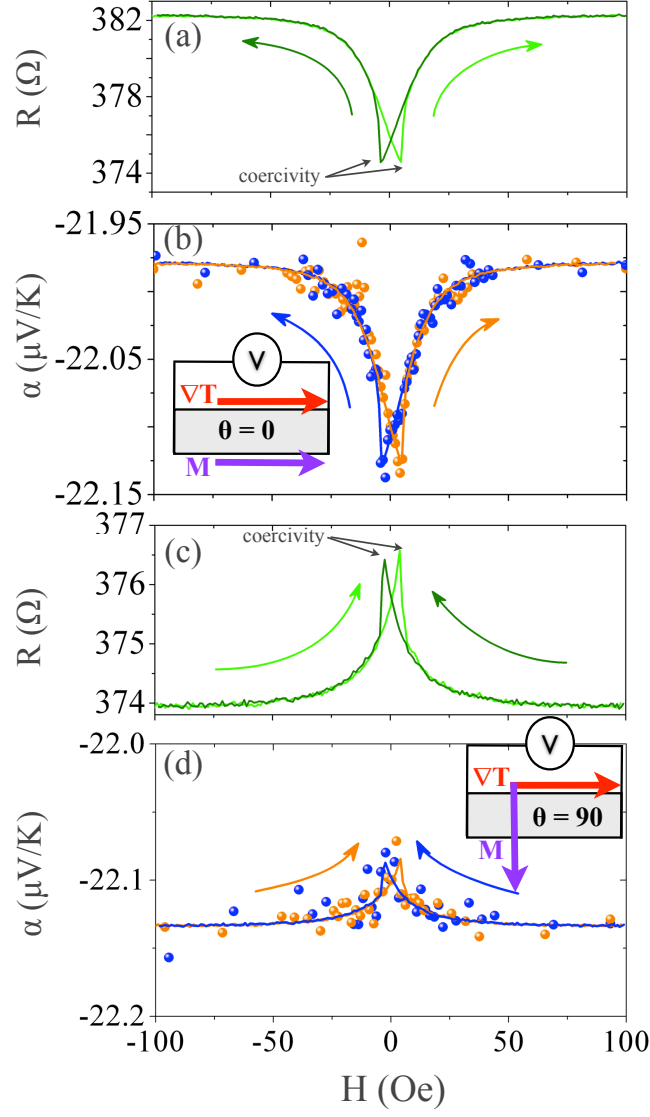 382
378
374
R (Ω)
(a)
coercivity
-21.95
-22.05
-22.15
α (μV/K)
(b)
V
∇T
θ = 0
M
377
376
375
374
R (Ω)
(c)
coercivity
-22.0
-22.1
-22.2
α (μV/K)
(d)
V
∇T
θ = 90
M
-100 -50 0 50 100
H (Oe)